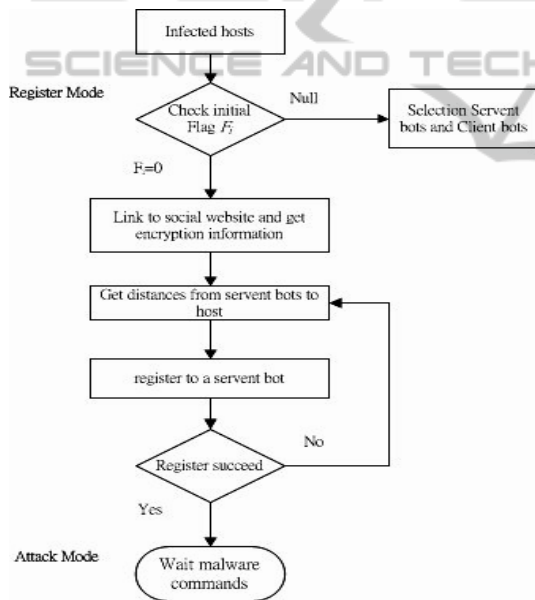 Infected hosts
SCIENCE AND TECH
Register Mode
Check initial
Flag Fi
Null
Selection Servent
bots and Client bots
Fi=0
Link to social website and get
encryption information
Get distances from servent bots to
host
register to a servent bot
No
Register succeed
Yes
Attack Mode
Wait malware
commands